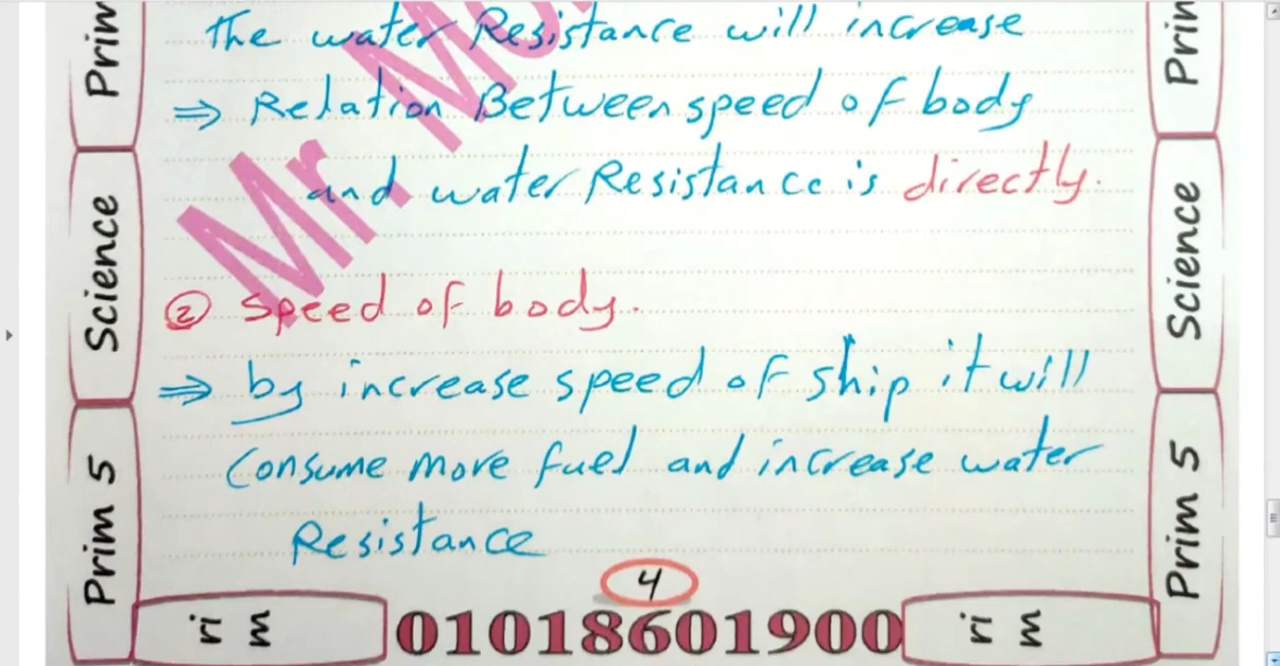 The water Resistance will increase
⇒ Relation Between speed of body
and water Resistance is directly.
② Speed of body.
⇒ by increase speed of ship it will
Consume more fuel and increase water
Resistance
4
01018601900
Mr.
Prim
Science
Prim 5
ri m
Prim
Science
Prim 5
ri m